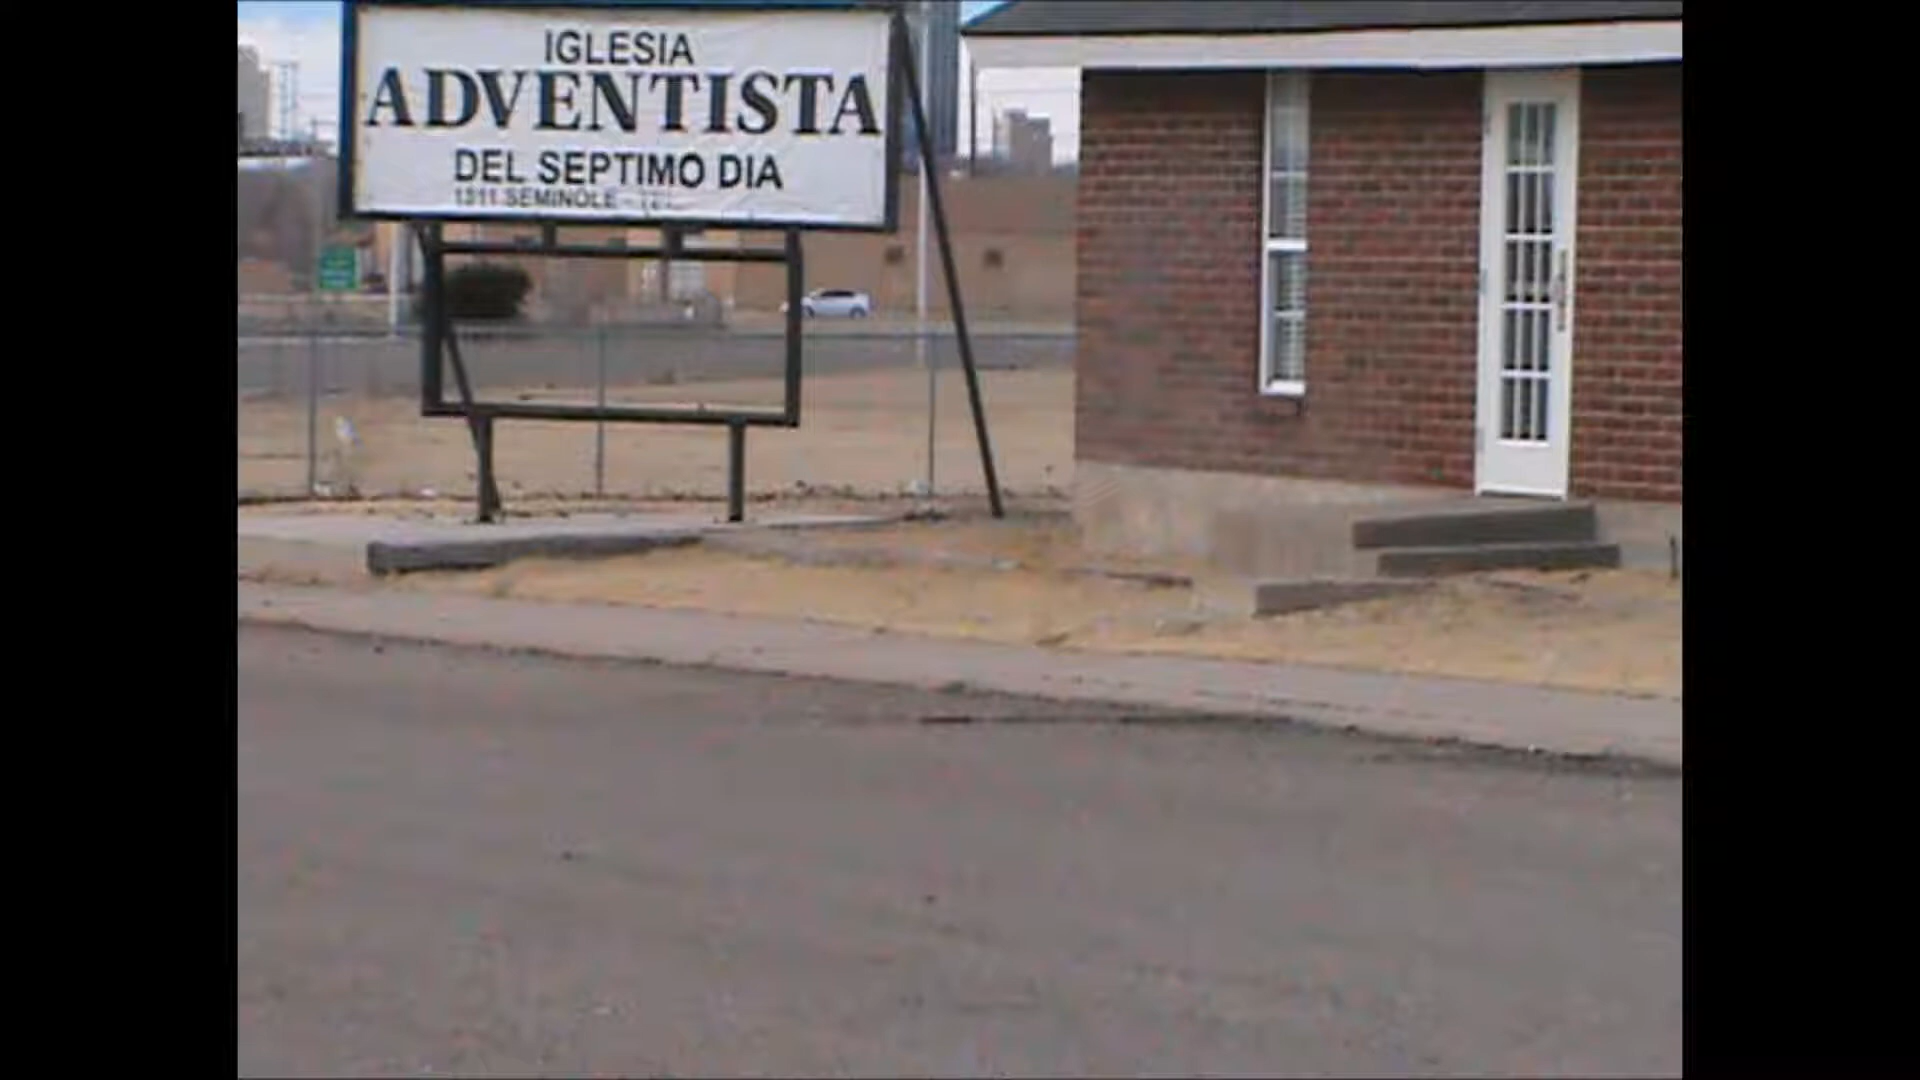 IGLESIA
ADVENTISTA
DEL SEPTIMO DIA
1311 SEMINOLE -